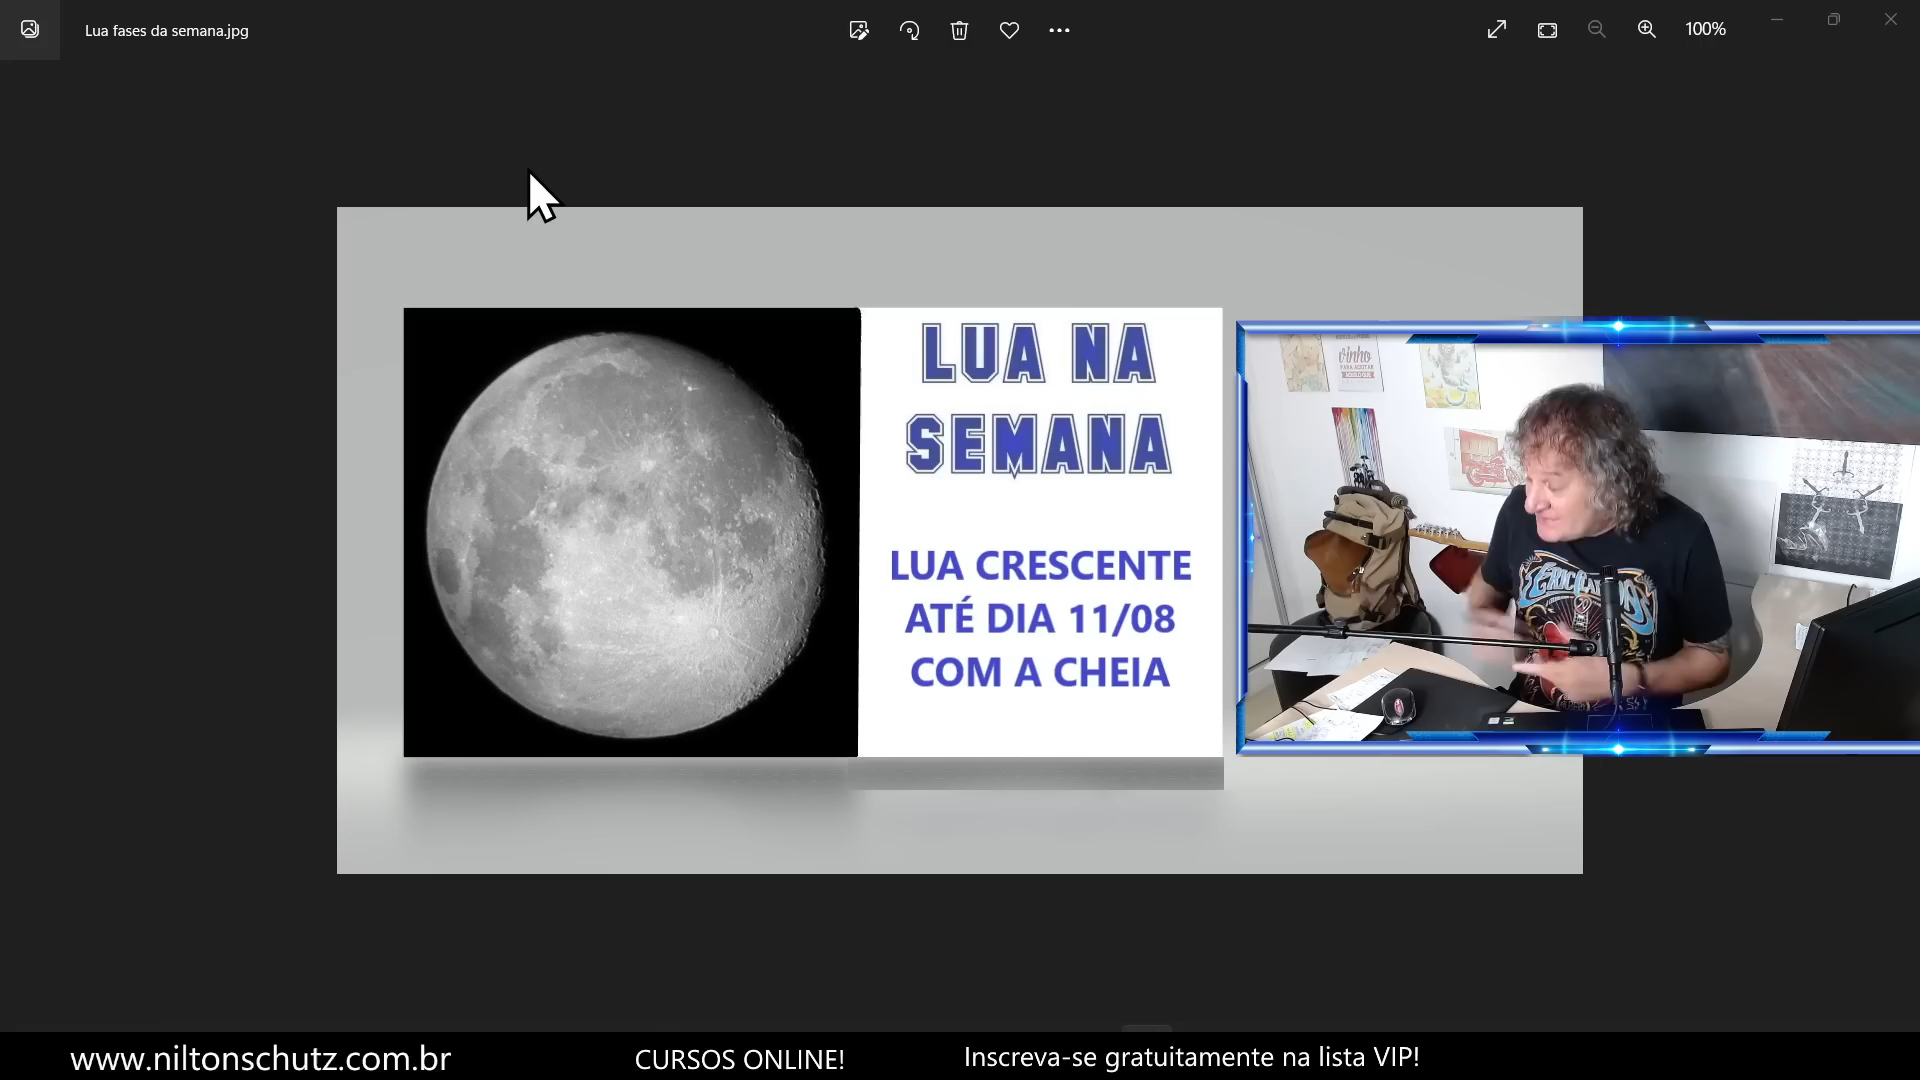 Lua fases da semana.jpg
100%
LUA NA
SEMANA
LUA CRESCENTE
ATÉ DIA 11/08
COM A CHEIA
vinho
www.niltonschutz.com.br
CURSOS ONLINE!
Inscreva-se gratuitamente na lista VIP!